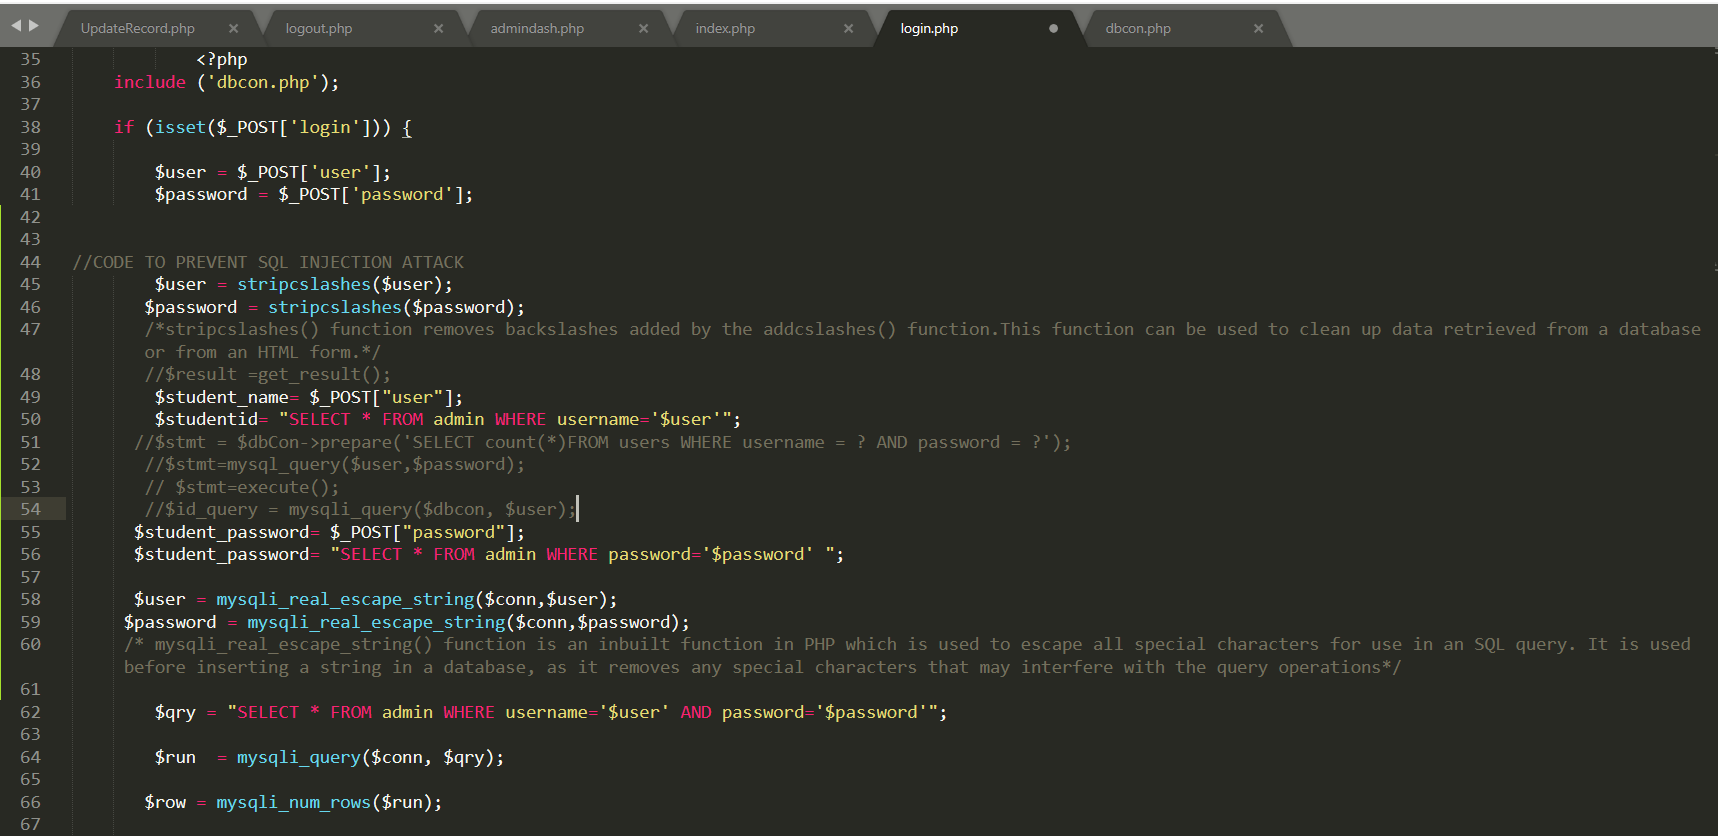 UpdateRecord.php × logout.php × admindash.php × index.php × login.php ● dbcon.php ×
35 <?php
36 include ('dbcon.php');
37
38 if (isset($_POST['login'])) {
39
40 $user = $_POST['user'];
41 $password = $_POST['password'];
42
43
44 //CODE TO PREVENT SQL INJECTION ATTACK
45 $user = stripcslashes($user);
46 $password = stripcslashes($password);
47 /*stripcslashes() function removes backslashes added by the addcslashes() function.This function can be used to clean up data retrieved from a database
or from an HTML form.*/
48 //$result =get_result();
49 $student_name= $_POST["user"];
50 $studentid= "SELECT * FROM admin WHERE username='$user'";
51 //$stmt = $dbCon->prepare('SELECT count(*)FROM users WHERE username = ? AND password = ?');
52 //$stmt=mysql_query($user,$password);
53 // $stmt=execute();
54 //$id_query = mysqli_query($dbcon, $user);
55 $student_password= $_POST["password"];
56 $student_password= "SELECT * FROM admin WHERE password='$password' ";
57
58 $user = mysqli_real_escape_string($conn,$user);
59 $password = mysqli_real_escape_string($conn,$password);
60 /* mysqli_real_escape_string() function is an inbuilt function in PHP which is used to escape all special characters for use in an SQL query. It is used
before inserting a string in a database, as it removes any special characters that may interfere with the query operations*/
61
62 $qry = "SELECT * FROM admin WHERE username='$user' AND password='$password'";
63
64 $run  = mysqli_query($conn, $qry);
65
66 $row = mysqli_num_rows($run);
67